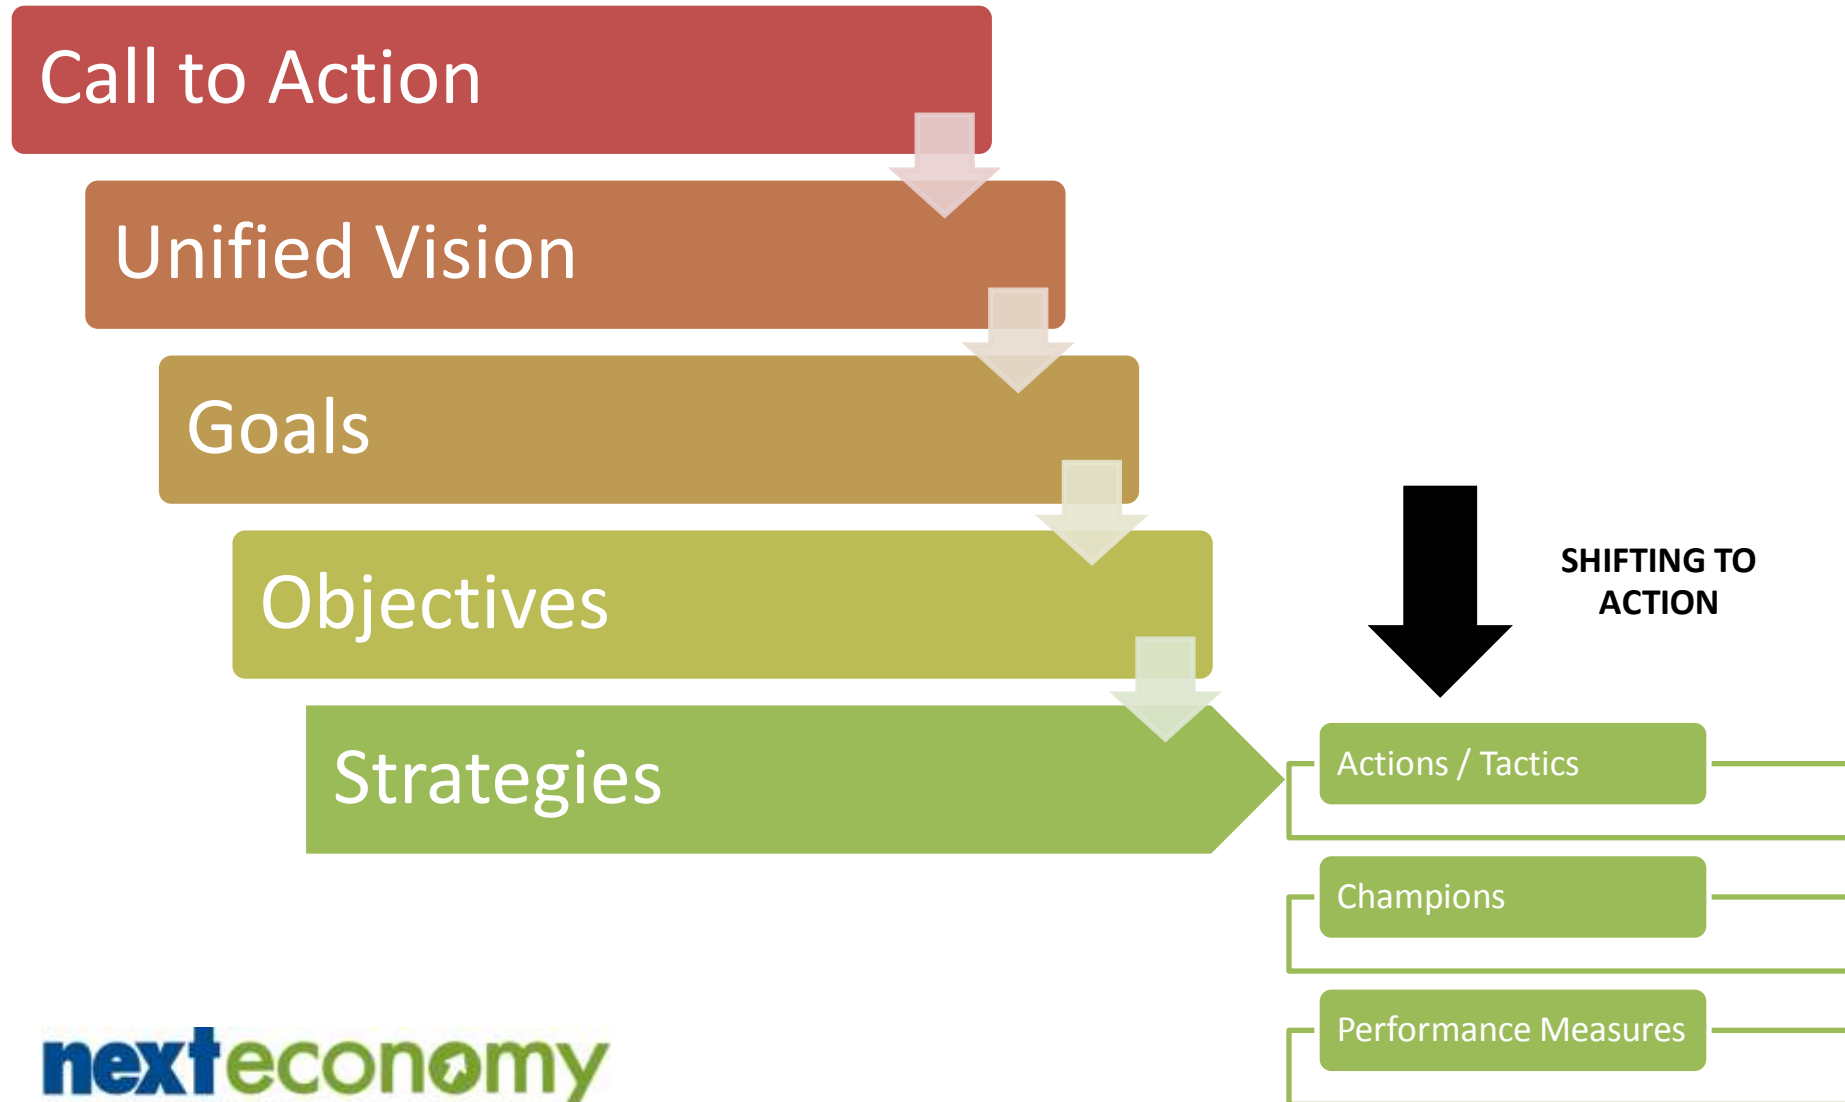 Call to Action
Unified Vision
Goals
Objectives
SHIFTING TO
ACTION
Strategies
Actions / Tactics
Champions
Performance Measures
nexteconomy